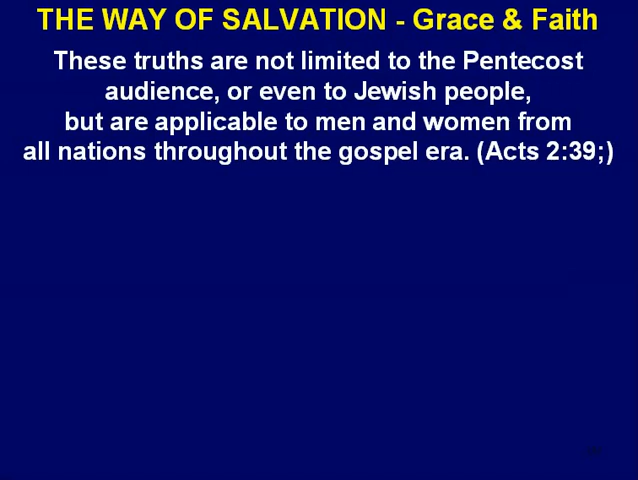 THE WAY OF SALVATION - Grace & Faith
These truths are not limited to the Pentecost
audience, or even to Jewish people,
but are applicable to men and women from
all nations throughout the gospel era. (Acts 2:39;)